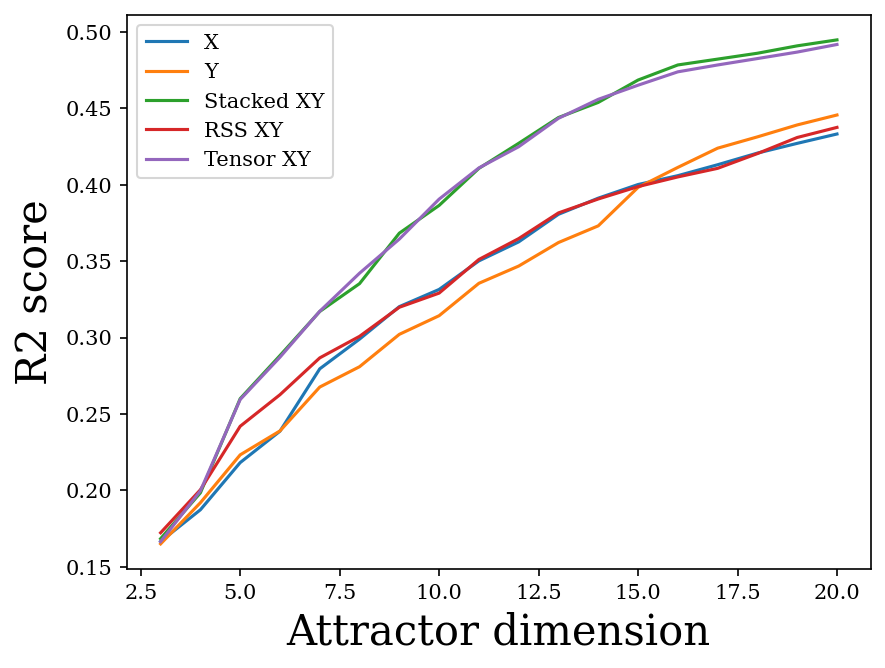 X
Y
Stacked XY
RSS XY
Tensor XY
R2 score
0.50
0.45
0.40
0.35
0.30
0.25
0.20
0.15
2.5 5.0 7.5 10.0 12.5 15.0 17.5 20.0
Attractor dimension